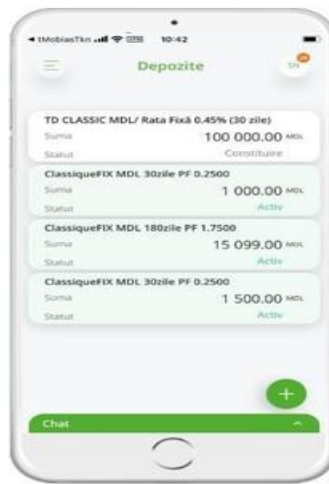 tMobiasTkn 10:42
Depozite SN
TD CLASSIC MDL/ Rata Fixă 0.45% (30 zile)
Suma 100 000.00 MDL
Statut Constituire
ClassiqueFIX MDL 30zile PF 0.2500
Suma 1 000.00 MDL
Statut Activ
ClassiqueFIX MDL 180zile PF 1.7500
Suma 15 099.00 MDL
Statut Activ
ClassiqueFIX MDL 30zile PF 0.2500
Suma 1 500.00 MDL
Statut Activ
Chat